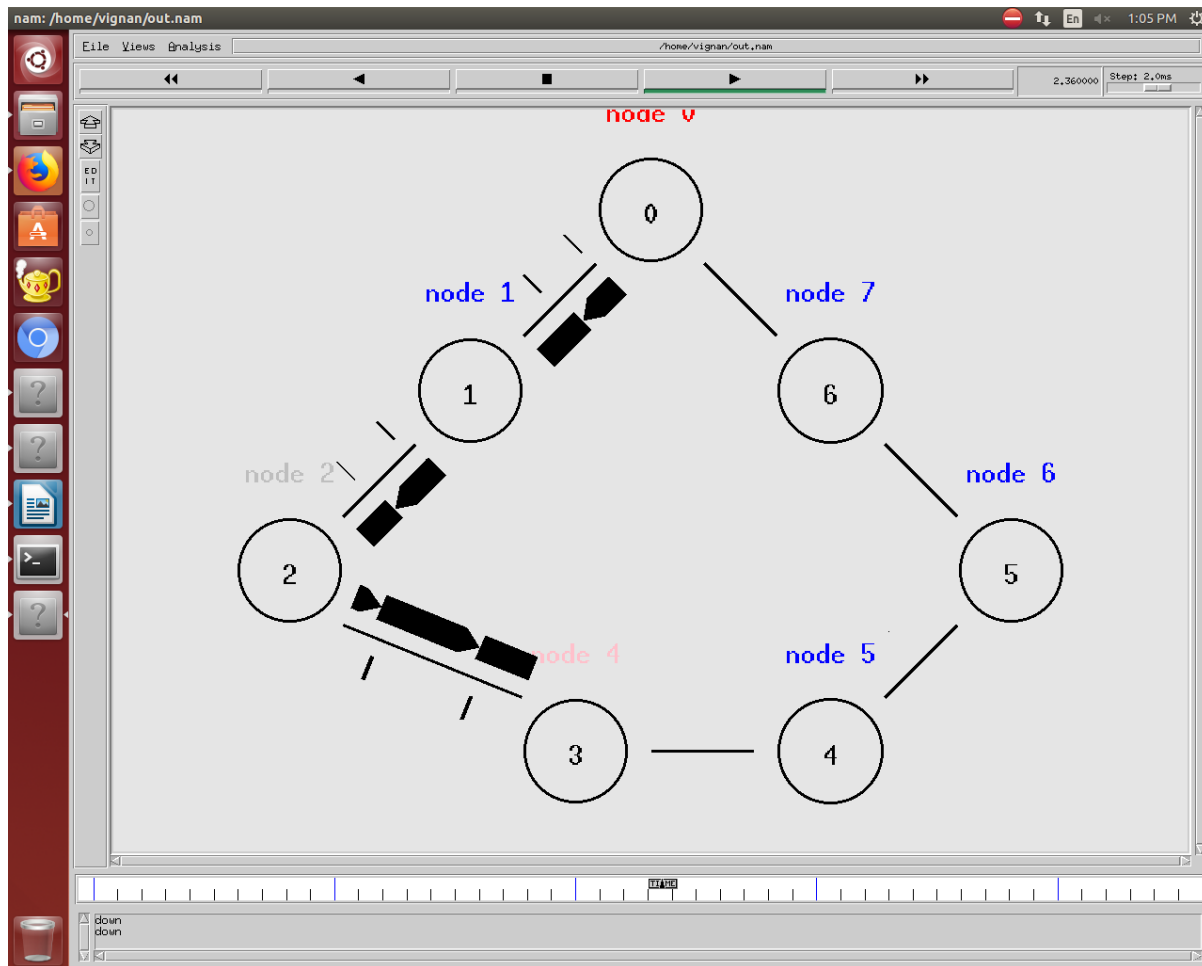 nam: /home/vignan/out.nam
En
1:05 PM
File Views Analysis
/home/vignan/out.nam
2.360000
Step: 2.0ms
ED
IT
node 0
0
node 1
node 7
1
6
node 2
node 6
2
5
node 4
node 5
3
4
TIME
down
down